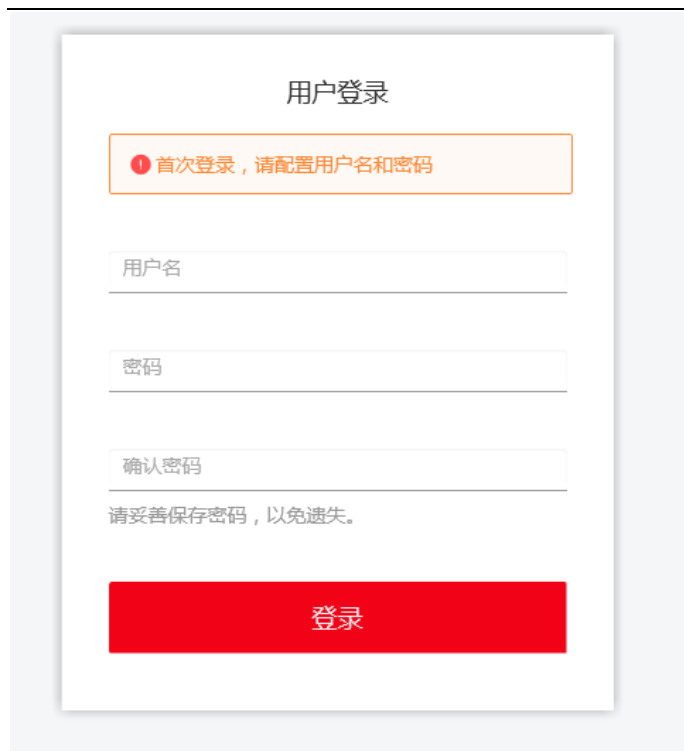 用户登录
首次登录，请配置用户名和密码
用户名
密码
确认密码
请妥善保存密码，以免遗失。
登录